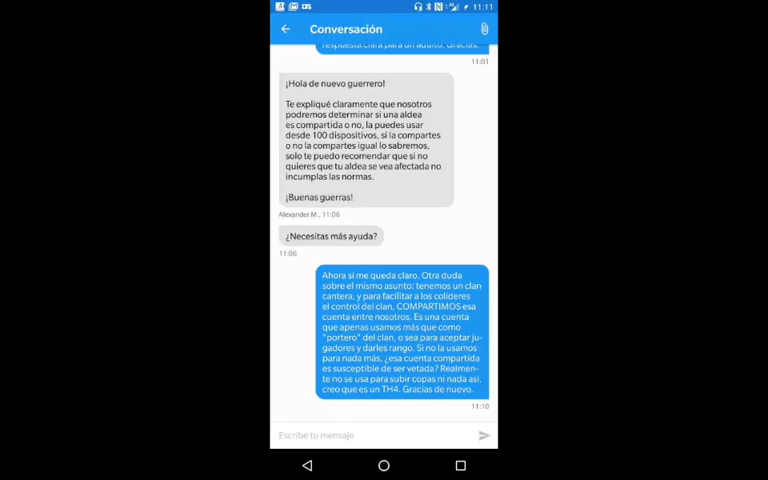 11:11
Conversación
respuesta clara para un adulto. Gracias.
11:01
¡Hola de nuevo guerrero!
Te expliqué claramente que nosotros
podremos determinar si una aldea
es compartida o no, la puedes usar
desde 100 dispositivos, si la compartes
o no la compartes igual lo sabremos,
solo te puedo recomendar que si no
quieres que tu aldea se vea afectada no
incumplas las normas.
¡Buenas guerras!
Alexander M., 11:06
¿Necesitas más ayuda?
11:06
Ahora sí me queda claro. Otra duda
sobre el mismo asunto: tenemos un clan
cantera, y para facilitar a los colíderes
el control del clan, COMPARTIMOS esa
cuenta entre nosotros. Es una cuenta
que apenas usamos más que como
"portero" del clan, o sea para aceptar ju-
gadores y darles rango. Si no la usamos
para nada más, ¿esa cuenta compartida
es susceptible de ser vetada? Realmen-
te no se usa para subir copas ni nada así,
creo que es un TH4. Gracias de nuevo.
11:10
Escribe tu mensaje